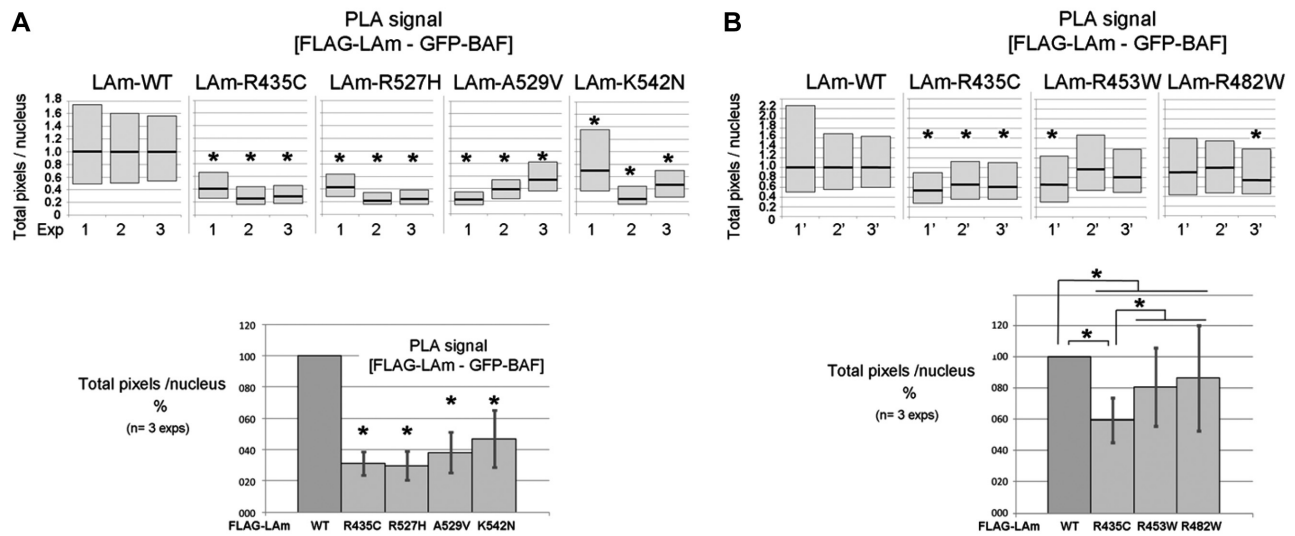 A
PLA signal
[FLAG-LAm - GFP-BAF]
LAm-WT LAm-R435C LAm-R527H LAm-A529V LAm-K542N
Total pixels / nucleus
1.8
1.6
1.4
1.2
1.0
0.8
0.6
0.4
0.2
0
* * * * * * * * * * * *
Exp 1 2 3 1 2 3 1 2 3 1 2 3 1 2 3
PLA signal
[FLAG-LAm - GFP-BAF]
Total pixels /nucleus
%
(n= 3 exps)
120
100
080
060
040
020
000
* * * *
FLAG-LAm WT R435C R527H A529V K542N
B
PLA signal
[FLAG-LAm - GFP-BAF]
LAm-WT LAm-R435C LAm-R453W LAm-R482W
Total pixels / nucleus
2.2
2.0
1.8
1.6
1.4
1.2
1.0
0.8
0.6
0.4
0.2
0
* * * * *
1' 2' 3' 1' 2' 3' 1' 2' 3' 1' 2' 3'
Total pixels /nucleus
%
(n= 3 exps)
120
100
080
060
040
020
000
*
*
*
FLAG-LAm WT R435C R453W R482W